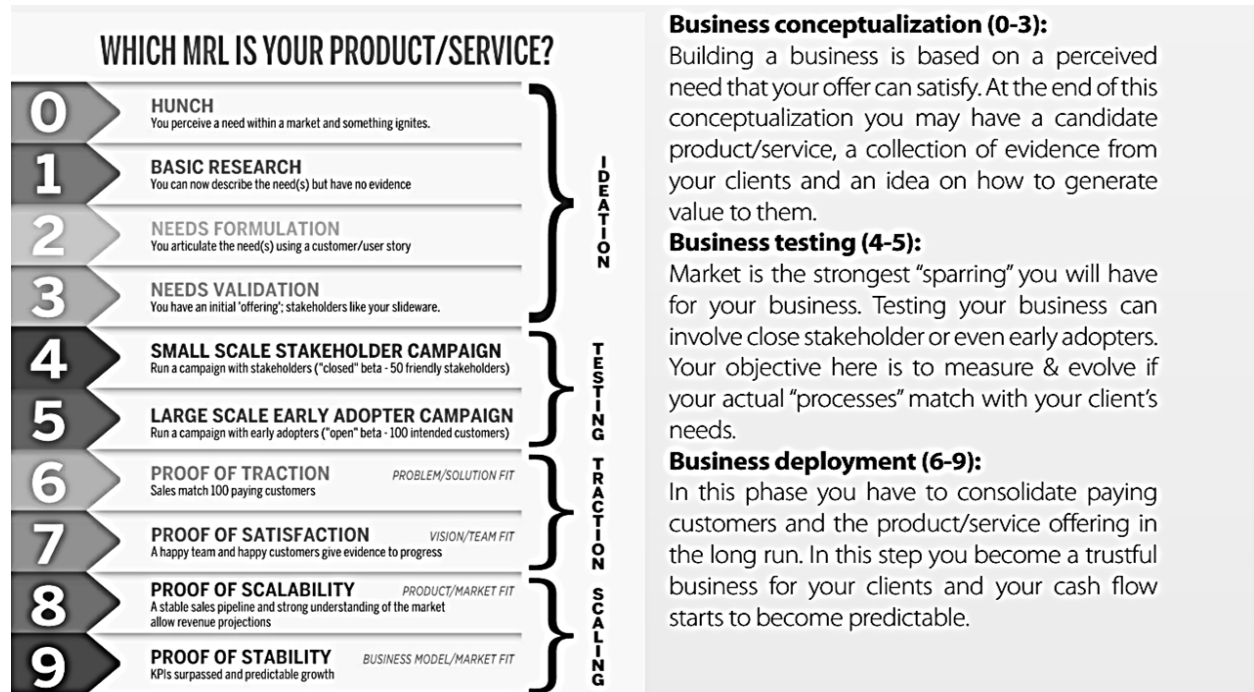 WHICH MRL IS YOUR PRODUCT/SERVICE?
0
HUNCH
You perceive a need within a market and something ignites.
1
BASIC RESEARCH
You can now describe the need(s) but have no evidence
2
NEEDS FORMULATION
You articulate the need(s) using a customer/user story
3
NEEDS VALIDATION
You have an initial 'offering'; stakeholders like your slideware.
IDEATION
4
SMALL SCALE STAKEHOLDER CAMPAIGN
Run a campaign with stakeholders ("closed" beta - 50 friendly stakeholders)
5
LARGE SCALE EARLY ADOPTER CAMPAIGN
Run a campaign with early adopters ("open" beta - 100 intended customers)
TESTING
6
PROOF OF TRACTION PROBLEM/SOLUTION FIT
Sales match 100 paying customers
7
PROOF OF SATISFACTION VISION/TEAM FIT
A happy team and happy customers give evidence to progress
TRACTION
8
PROOF OF SCALABILITY PRODUCT/MARKET FIT
A stable sales pipeline and strong understanding of the market
allow revenue projections
9
PROOF OF STABILITY BUSINESS MODEL/MARKET FIT
KPIs surpassed and predictable growth
SCALING
Business conceptualization (0-3):
Building a business is based on a perceived
need that your offer can satisfy. At the end of this
conceptualization you may have a candidate
product/service, a collection of evidence from
your clients and an idea on how to generate
value to them.
Business testing (4-5):
Market is the strongest "sparring" you will have
for your business. Testing your business can
involve close stakeholder or even early adopters.
Your objective here is to measure & evolve if
your actual "processes" match with your client's
needs.
Business deployment (6-9):
In this phase you have to consolidate paying
customers and the product/service offering in
the long run. In this step you become a trustful
business for your clients and your cash flow
starts to become predictable.